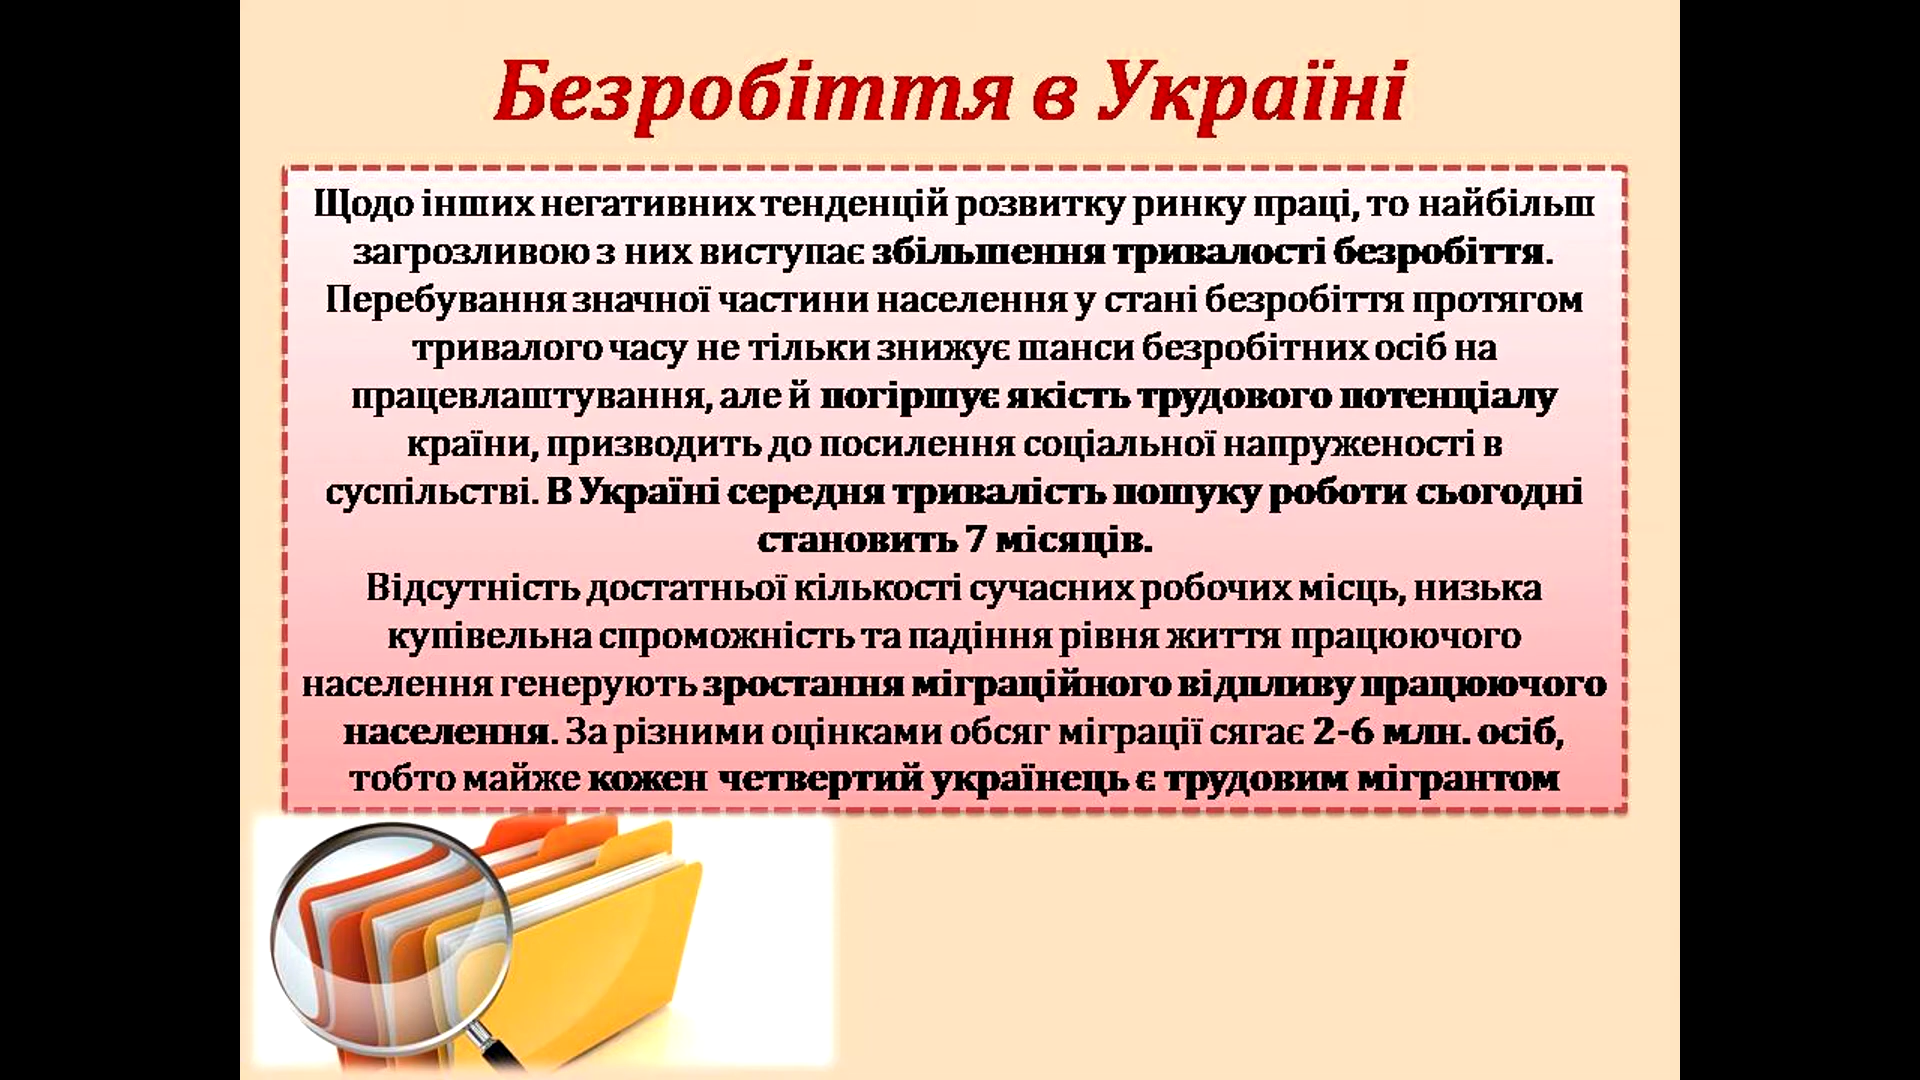 Безробіття в Україні
Щодо інших негативних тенденцій розвитку ринку праці, то найбільш
загрозливою з них виступає збільшення тривалості безробіття.
Перебування значної частини населення у стані безробіття протягом
тривалого часу не тільки знижує шанси безробітних осіб на
працевлаштування, але й погіршує якість трудового потенціалу
країни, призводить до посилення соціальної напруженості в
суспільстві. В Україні середня тривалість пошуку роботи сьогодні
становить 7 місяців.
Відсутність достатньої кількості сучасних робочих місць, низька
купівельна спроможність та падіння рівня життя працюючого
населення генерують зростання міграційного відпливу працюючого
населення. За різними оцінками обсяг міграції сягає 2-6 млн. осіб,
тобто майже кожен четвертий українець є трудовим мігрантом